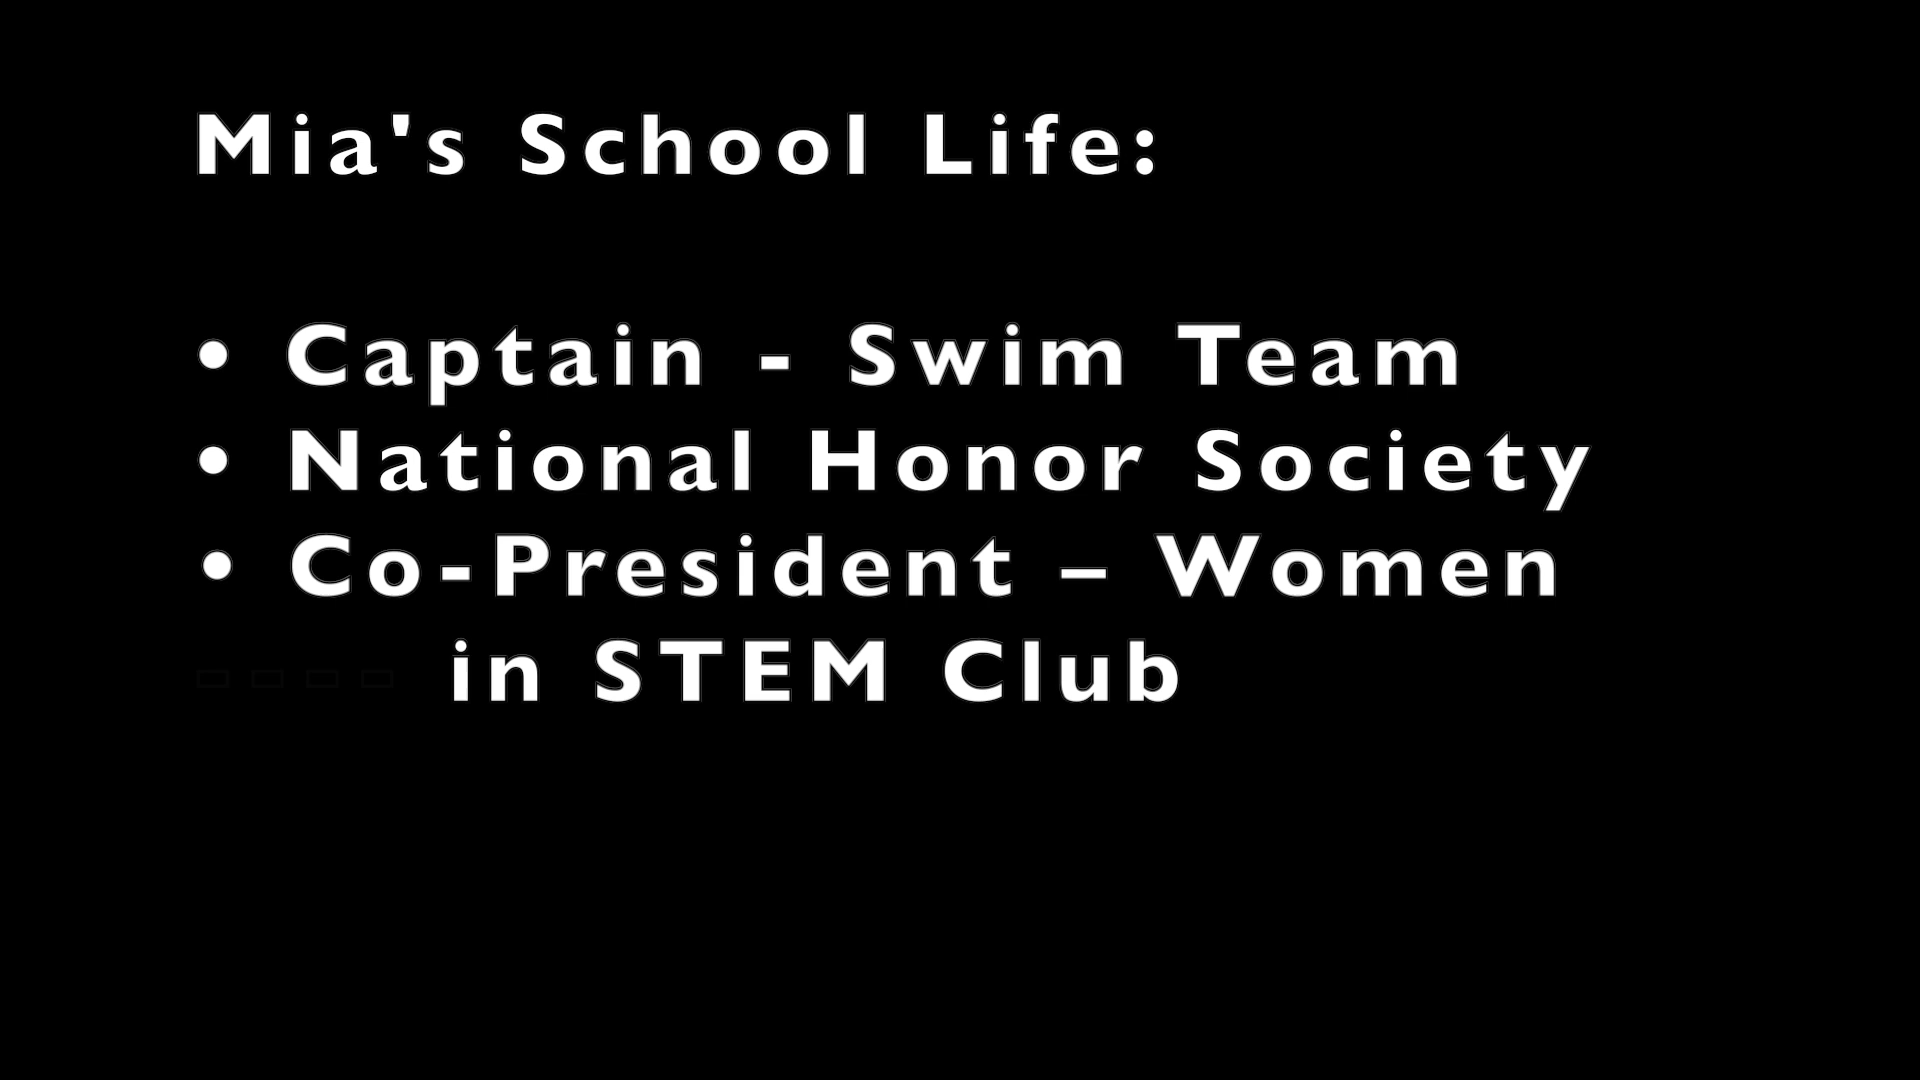 Mia's School Life:
• Captain - Swim Team
• National Honor Society
• Co-President – Women
in STEM Club